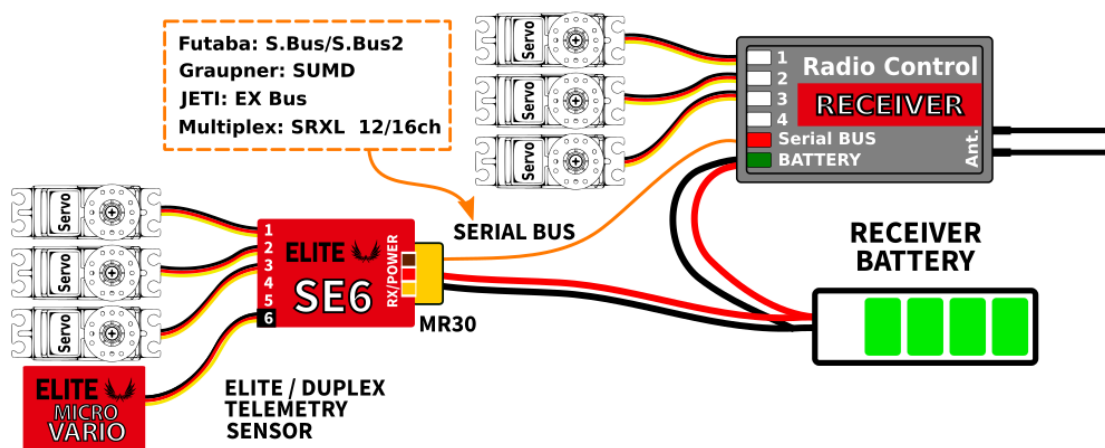 Futaba: S.Bus/S.Bus2
Graupner: SUMD
JETI: EX Bus
Multiplex: SRXL 12/16ch
Servo
Servo
Servo
1
2
3
4
Radio Control
RECEIVER
Serial BUS
BATTERY
Ant.
Servo
Servo
Servo
1
2
3
4
5
6
ELITE
SE6
RX/POWER
SERIAL BUS
MR30
RECEIVER
BATTERY
ELITE
MICRO
VARIO
ELITE / DUPLEX
TELEMETRY
SENSOR